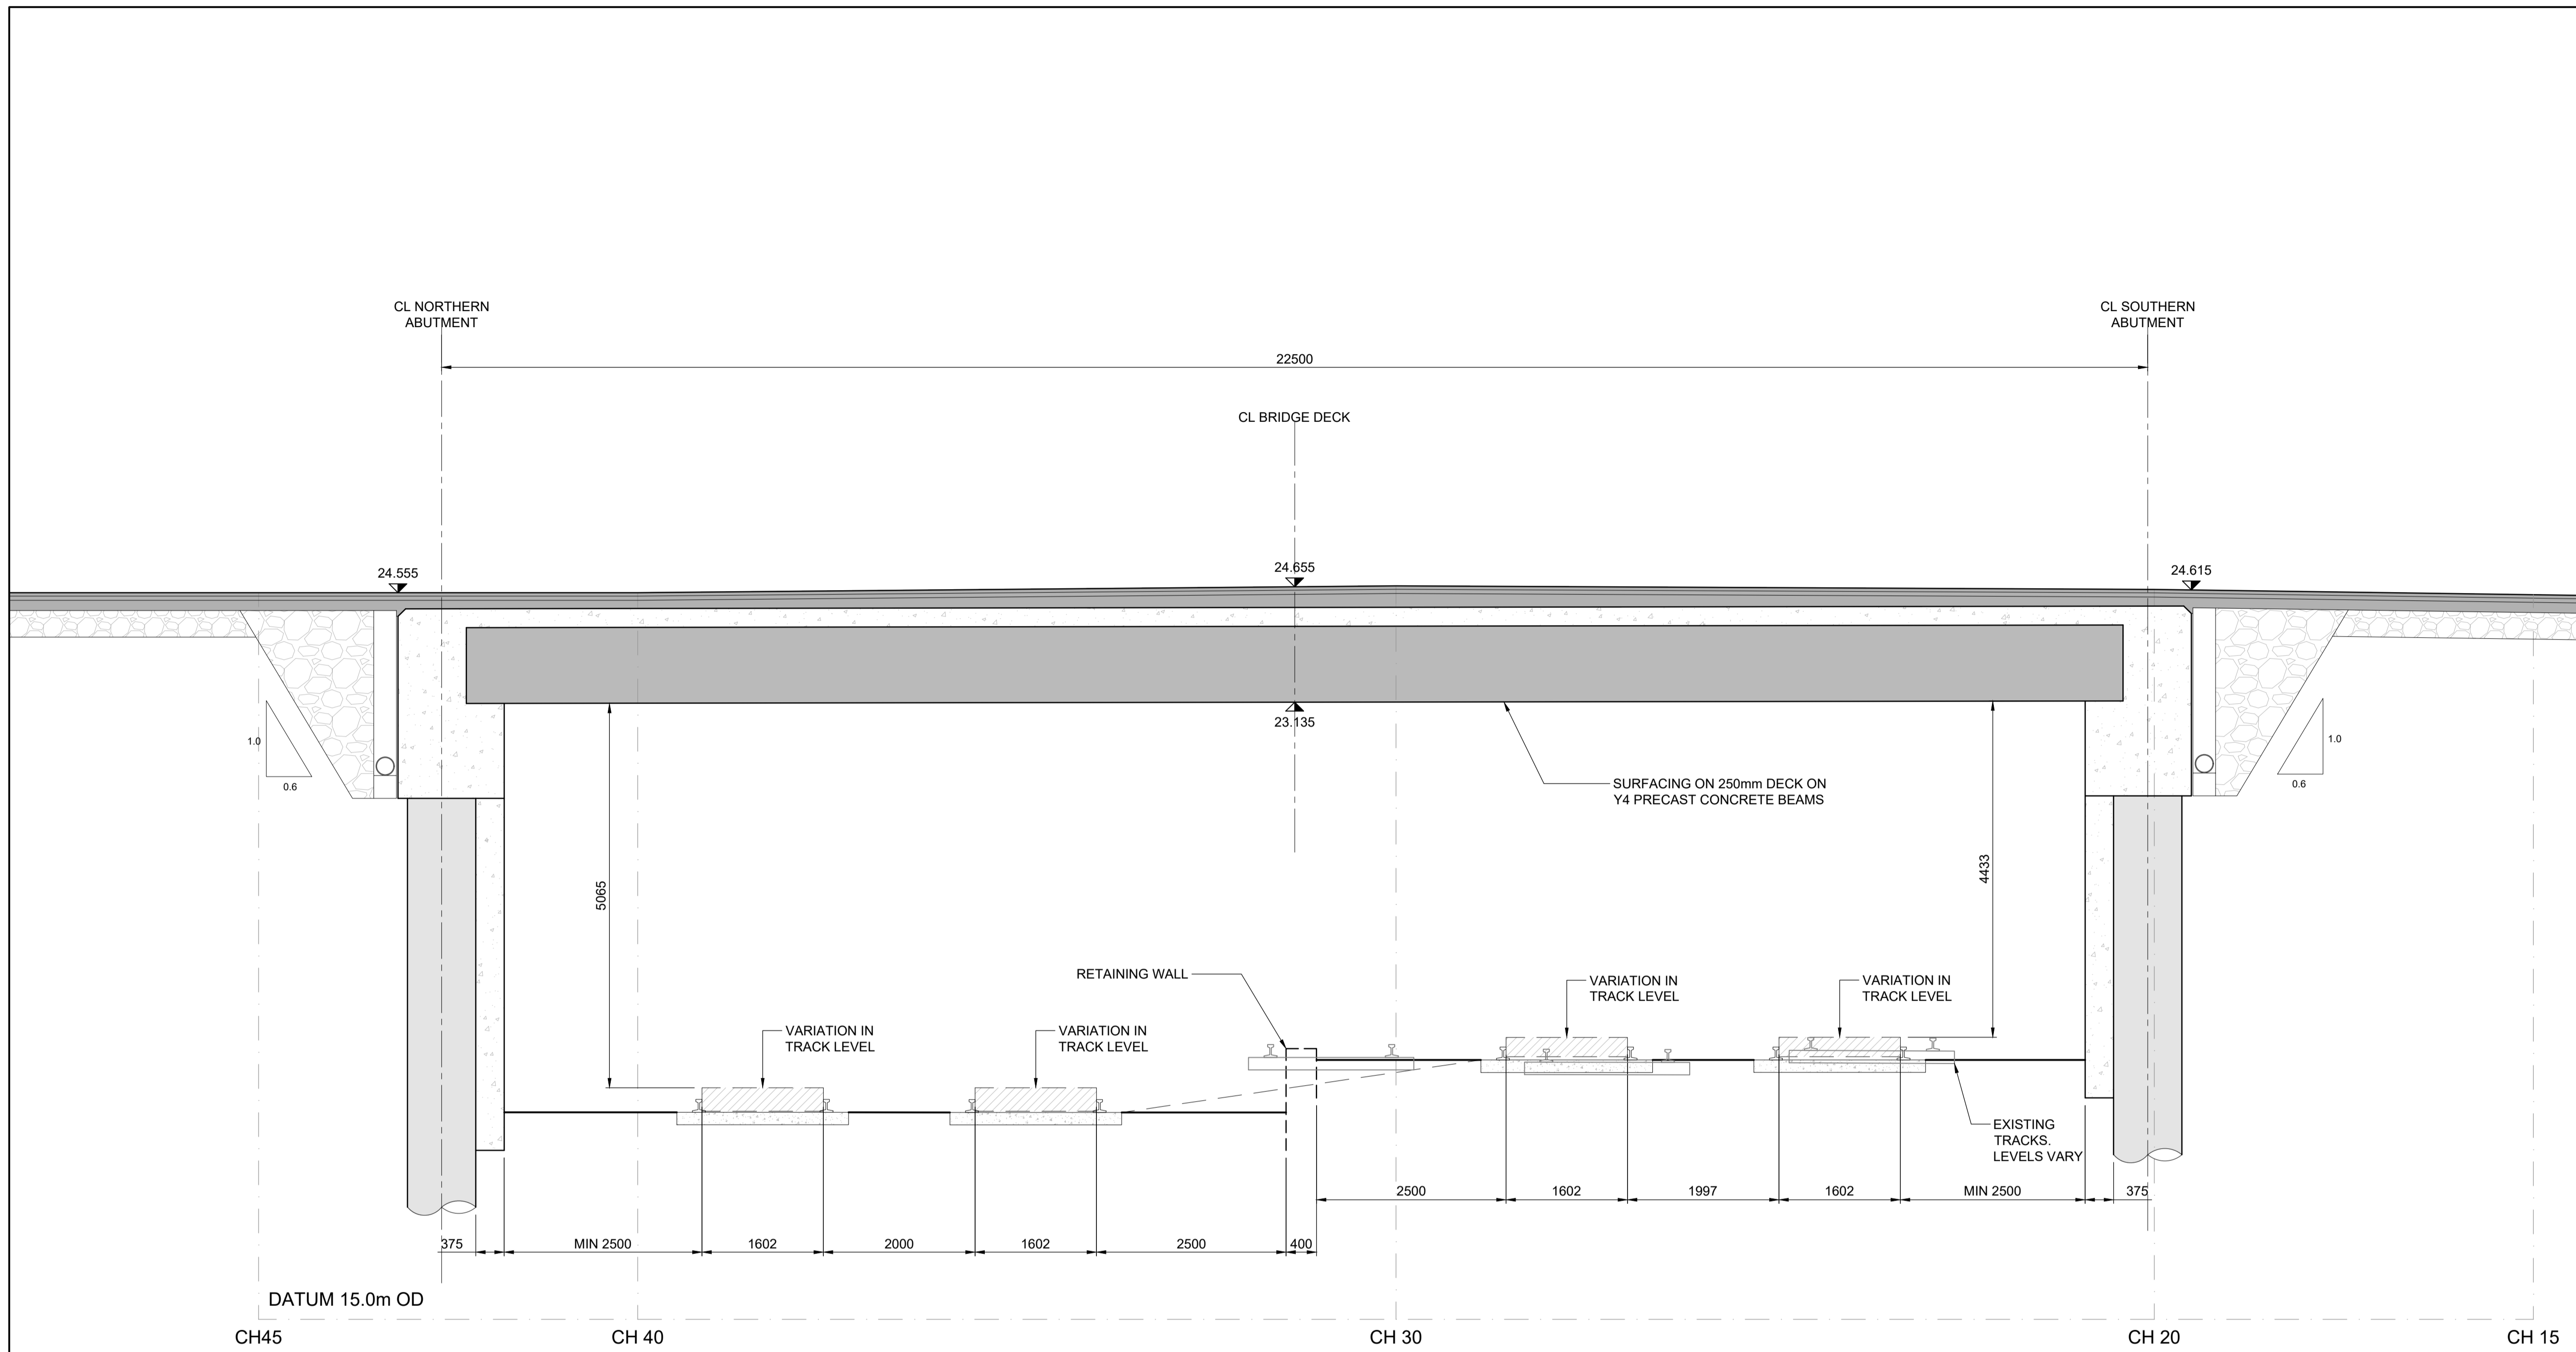 CL NORTHERN
ABUTMENT
CL SOUTHERN
ABUTMENT
22500
CL BRIDGE DECK
24.555
24.655
24.615
23.135
1.0
0.6
1.0
0.6
SURFACING ON 250mm DECK ON
Y4 PRECAST CONCRETE BEAMS
5065
4433
RETAINING WALL
VARIATION IN
TRACK LEVEL
VARIATION IN
TRACK LEVEL
VARIATION IN
TRACK LEVEL
VARIATION IN
TRACK LEVEL
EXISTING
TRACKS.
LEVELS VARY
2500
1602
1997
1602
MIN 2500
375
375
MIN 2500
1602
2000
1602
2500
400
DATUM 15.0m OD
CH45
CH 40
CH 30
CH 20
CH 15